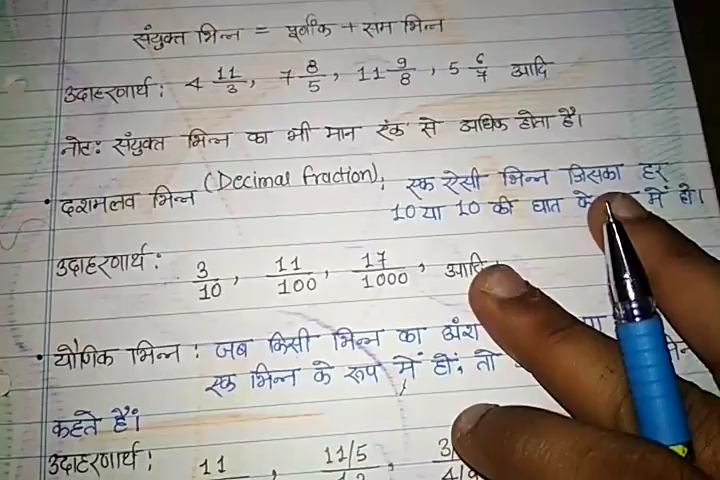 संयुक्त भिन्न = पूर्णांक + सम भिन्न
उदाहरणार्थ: 4 11/3, 7 8/5, 11 9/8, 5 6/7 आदि
नोट: संयुक्त भिन्न का भी मान एक से अधिक होता है।
• दशमलव भिन्न (Decimal fraction): एक ऐसी भिन्न जिसका हर
10 या 10 की घात के में हो।
उदाहरणार्थ: 3/10, 11/100, 17/1000, आदि
• यौगिक भिन्न: जब किसी भिन्न का अंश
एक भिन्न के रूप में हों, तो
कहते हैं।
उदाहरणार्थ: 11, 11/5,